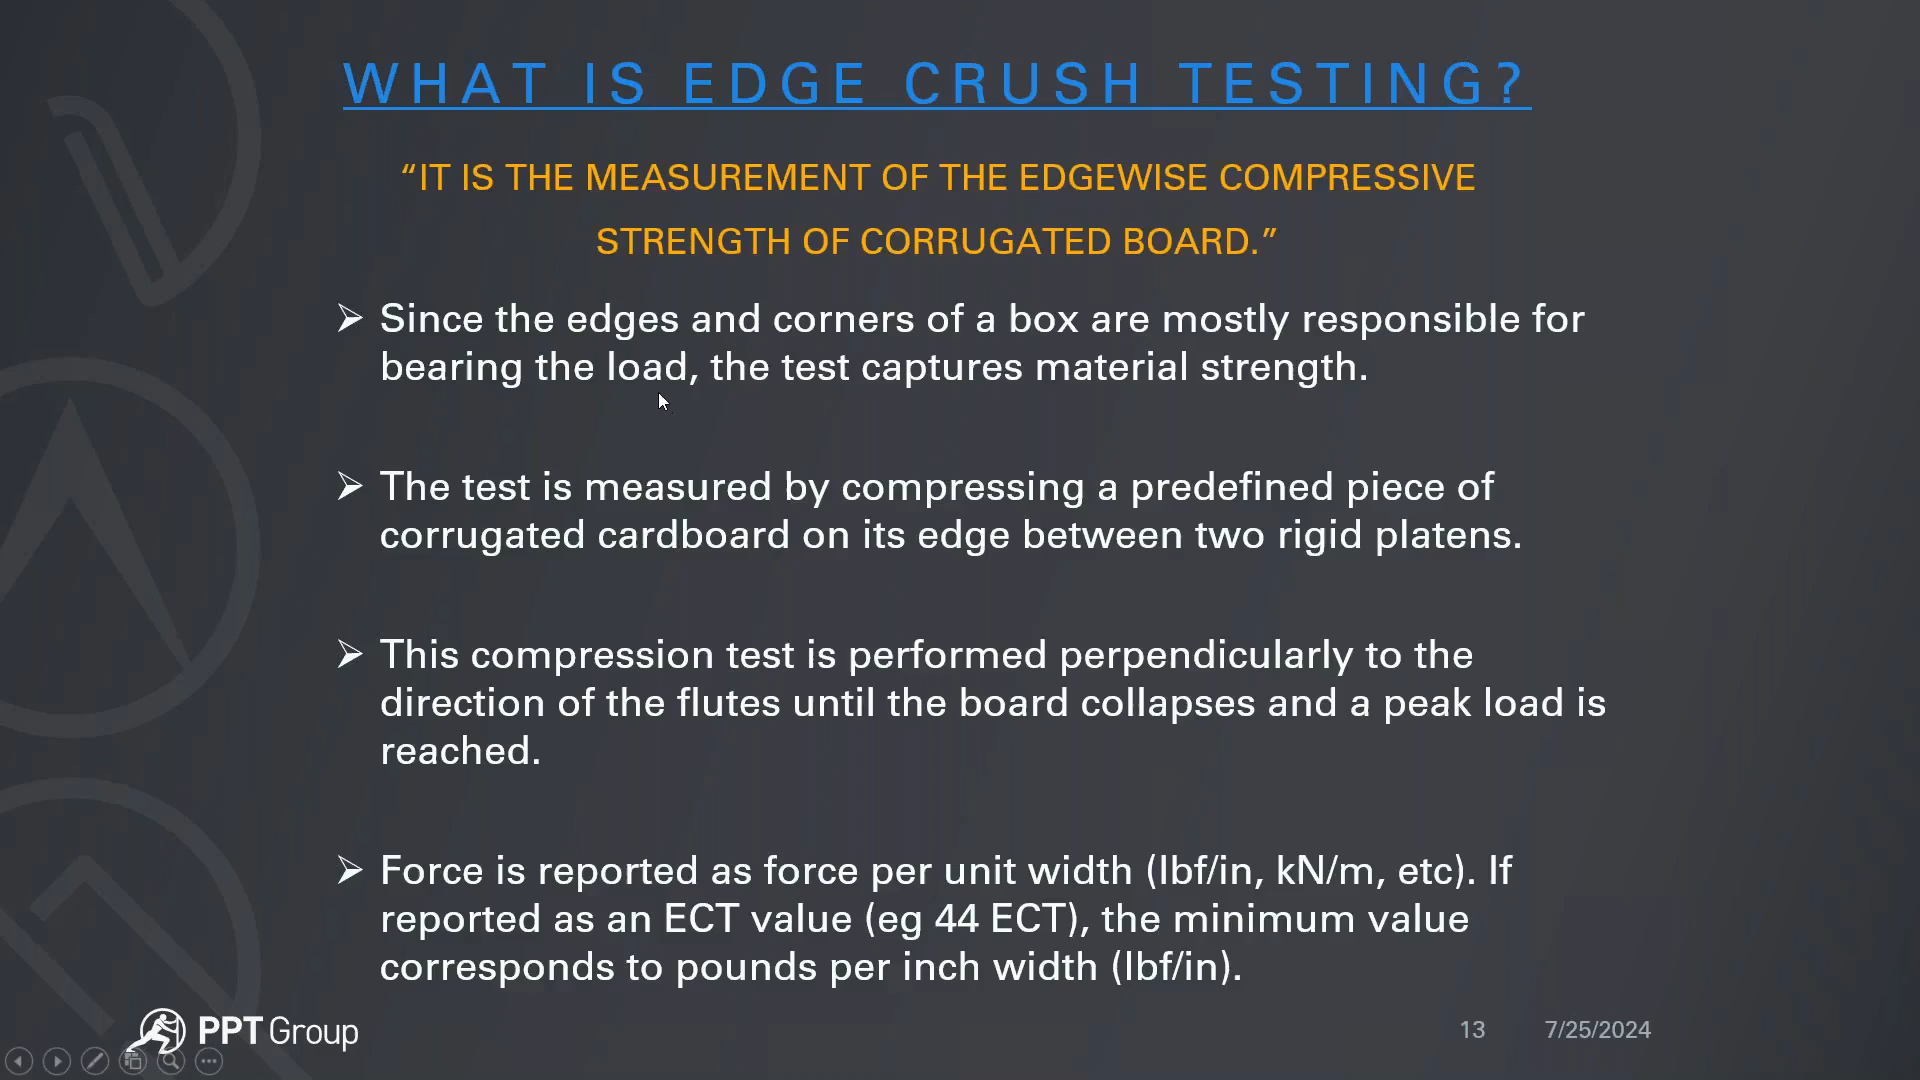 WHAT IS EDGE CRUSH TESTING?
“IT IS THE MEASUREMENT OF THE EDGEWISE COMPRESSIVE
STRENGTH OF CORRUGATED BOARD.”
➢ Since the edges and corners of a box are mostly responsible for
bearing the load, the test captures material strength.
➢ The test is measured by compressing a predefined piece of
corrugated cardboard on its edge between two rigid platens.
➢ This compression test is performed perpendicularly to the
direction of the flutes until the board collapses and a peak load is
reached.
➢ Force is reported as force per unit width (lbf/in, kN/m, etc). If
reported as an ECT value (eg 44 ECT), the minimum value
corresponds to pounds per inch width (lbf/in).
PPT Group
13 7/25/2024